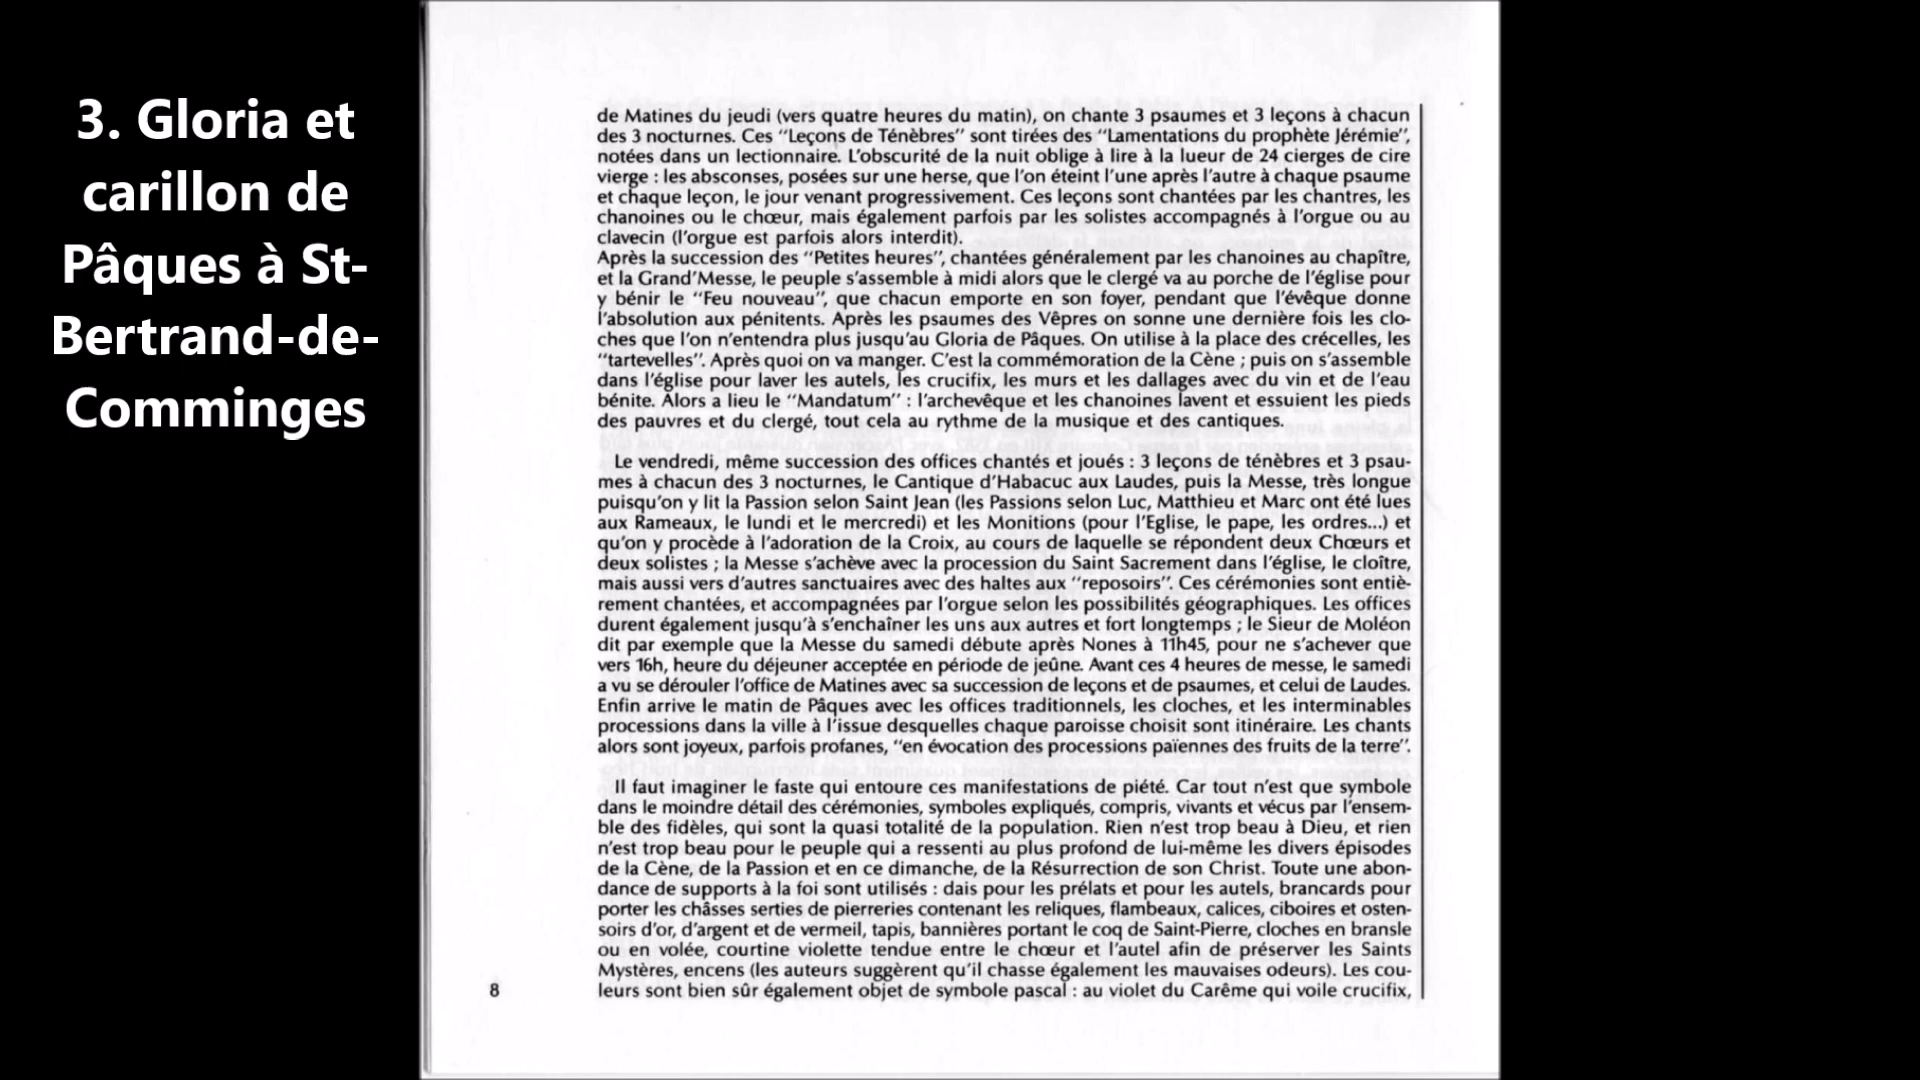 3. Gloria et
carillon de
Pâques à St-
Bertrand-de-
Comminges
de Matines du jeudi (vers quatre heures du matin), on chante 3 psaumes et 3 leçons à chacun
des 3 nocturnes. Ces "Leçons de Ténèbres" sont tirées des "Lamentations du prophète Jérémie",
notées dans un lectionnaire. L'obscurité de la nuit oblige à lire à la lueur de 24 cierges de cire
vierge : les absconses, posées sur une herse, que l'on éteint l'une après l'autre à chaque psaume
et chaque leçon, le jour venant progressivement. Ces leçons sont chantées par les chantres, les
chanoines ou le chœur, mais également parfois par les solistes accompagnés à l'orgue ou au
clavecin (l'orgue est parfois alors interdit).
Après la succession des "Petites heures", chantées généralement par les chanoines au chapître,
et la Grand'Messe, le peuple s'assemble à midi alors que le clergé va au porche de l'église pour
y bénir le "Feu nouveau", que chacun emporte en son foyer, pendant que l'évêque donne
l'absolution aux pénitents. Après les psaumes des Vêpres on sonne une dernière fois les clo-
ches que l'on n'entendra plus jusqu'au Gloria de Pâques. On utilise à la place des crécelles, les
"tartevelles". Après quoi on va manger. C'est la commémoration de la Cène ; puis on s'assemble
dans l'église pour laver les autels, les crucifix, les murs et les dallages avec du vin et de l'eau
bénite. Alors a lieu le "Mandatum" : l'archevêque et les chanoines lavent et essuient les pieds
des pauvres et du clergé, tout cela au rythme de la musique et des cantiques.
Le vendredi, même succession des offices chantés et joués : 3 leçons de ténèbres et 3 psau-
mes à chacun des 3 nocturnes, le Cantique d'Habacuc aux Laudes, puis la Messe, très longue
puisqu'on y lit la Passion selon Saint Jean (les Passions selon Luc, Matthieu et Marc ont été lues
aux Rameaux, le lundi et le mercredi) et les Monitions (pour l'Eglise, le pape, les ordres...) et
qu'on y procède à l'adoration de la Croix, au cours de laquelle se répondent deux Chœurs et
deux solistes ; la Messe s'achève avec la procession du Saint Sacrement dans l'église, le cloître,
mais aussi vers d'autres sanctuaires avec des haltes aux "reposoirs". Ces cérémonies sont entiè-
rement chantées, et accompagnées par l'orgue selon les possibilités géographiques. Les offices
durent également jusqu'à s'enchaîner les uns aux autres et fort longtemps ; le Sieur de Moléon
dit par exemple que la Messe du samedi débute après Nones à 11h45, pour ne s'achever que
vers 16h, heure du déjeuner acceptée en période de jeûne. Avant ces 4 heures de messe, le samedi
a vu se dérouler l'office de Matines avec sa succession de leçons et de psaumes, et celui de Laudes.
Enfin arrive le matin de Pâques avec les offices traditionnels, les cloches, et les interminables
processions dans la ville à l'issue desquelles chaque paroisse choisit sont itinéraire. Les chants
alors sont joyeux, parfois profanes, "en évocation des processions païennes des fruits de la terre".
Il faut imaginer le faste qui entoure ces manifestations de piété. Car tout n'est que symbole
dans le moindre détail des cérémonies, symboles expliqués, compris, vivants et vécus par l'ensem-
ble des fidèles, qui sont la quasi totalité de la population. Rien n'est trop beau à Dieu, et rien
n'est trop beau pour le peuple qui a ressenti au plus profond de lui-même les divers épisodes
de la Cène, de la Passion et en ce dimanche, de la Résurrection de son Christ. Toute une abon-
dance de supports à la foi sont utilisés : dais pour les prélats et pour les autels, brancards pour
porter les châsses serties de pierreries contenant les reliques, flambeaux, calices, ciboires et osten-
soirs d'or, d'argent et de vermeil, tapis, bannières portant le coq de Saint-Pierre, cloches en bransle
ou en volée, courtine violette tendue entre le chœur et l'autel afin de préserver les Saints
Mystères, encens (les auteurs suggèrent qu'il chasse également les mauvaises odeurs). Les cou-
leurs sont bien sûr également objet de symbole pascal : au violet du Carême qui voile crucifix,
8